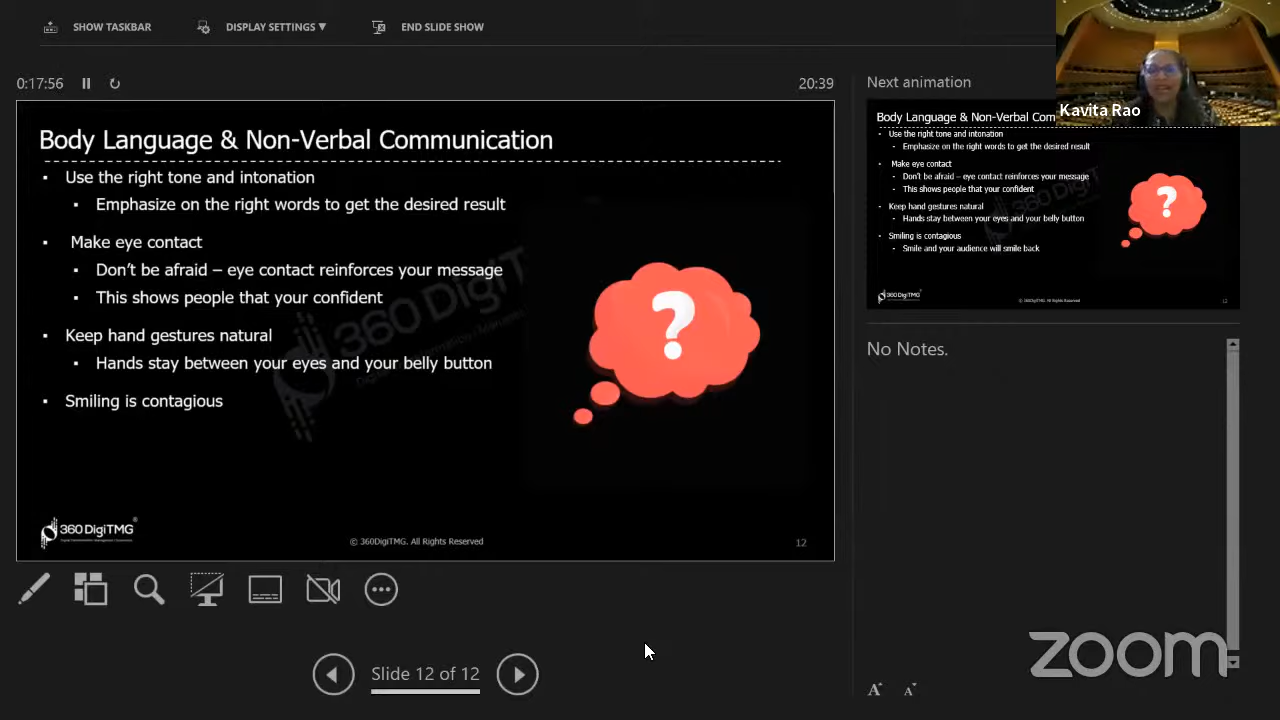 SHOW TASKBAR
DISPLAY SETTINGS ▼
END SLIDE SHOW
Kavita Rao
0:17:56
20:39
Next animation
Body Language & Non-Verbal Communication
▪ Use the right tone and intonation
▪ Emphasize on the right words to get the desired result
▪ Make eye contact
▪ Don't be afraid – eye contact reinforces your message
▪ This shows people that your confident
▪ Keep hand gestures natural
▪ Hands stay between your eyes and your belly button
▪ Smiling is contagious
?
360DigiTMG
© 360DigiTMG. All Rights Reserved
12
Body Language & Non-Verbal Com
▪ Use the right tone and intonation
▪ Emphasize on the right words to get the desired result
▪ Make eye contact
▪ Don't be afraid – eye contact reinforces your message
▪ This shows people that your confident
▪ Keep hand gestures natural
▪ Hands stay between your eyes and your belly button
▪ Smiling is contagious
▪ Smile and your audience will smile back
?
360DigiTMG
© 360DigiTMG. All Rights Reserved
12
No Notes.
Slide 12 of 12
A A
zoom